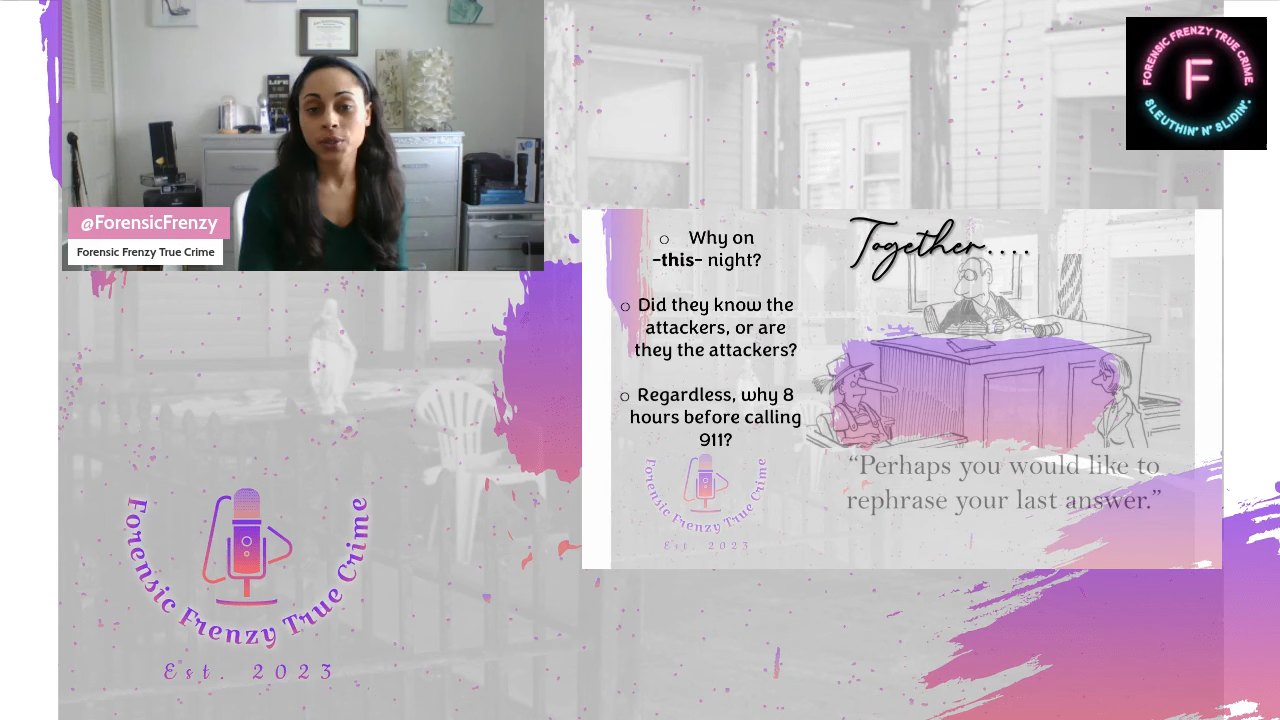 @ForensicFrenzy
Forensic Frenzy True Crime
FORENSIC FRENZY TRUE CRIME.
F
SLEUTHIN' N' SLIDIN'.
Together....
○ Why on
-this- night?
○ Did they know the
attackers, or are
they the attackers?
○ Regardless, why 8
hours before calling
911?
"Perhaps you would like to
rephrase your last answer."
Forensic Frenzy True Crime
Est. 2023
Forensic Frenzy True Crime
Est. 2023
LIFE